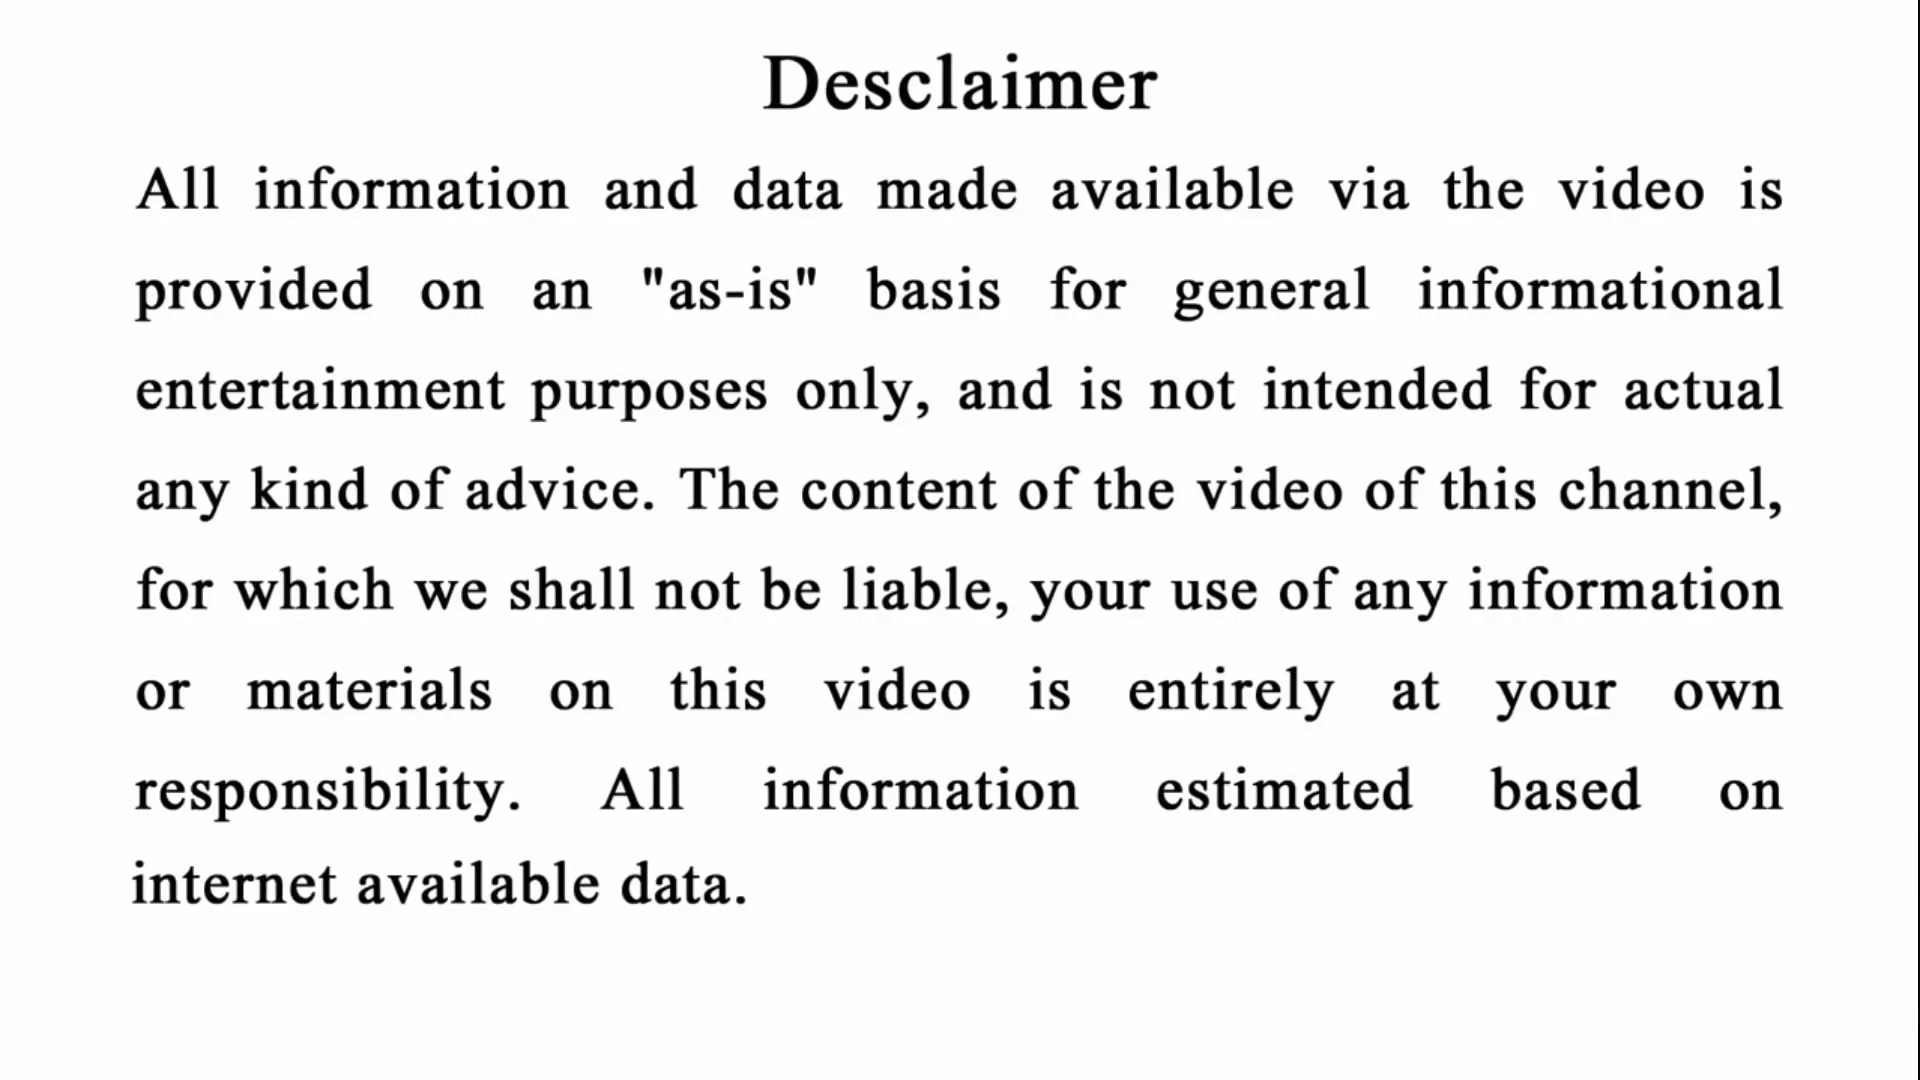 Desclaimer
All information and data made available via the video is
provided on an "as-is" basis for general informational
entertainment purposes only, and is not intended for actual
any kind of advice. The content of the video of this channel,
for which we shall not be liable, your use of any information
or materials on this video is entirely at your own
responsibility. All information estimated based on
internet available data.